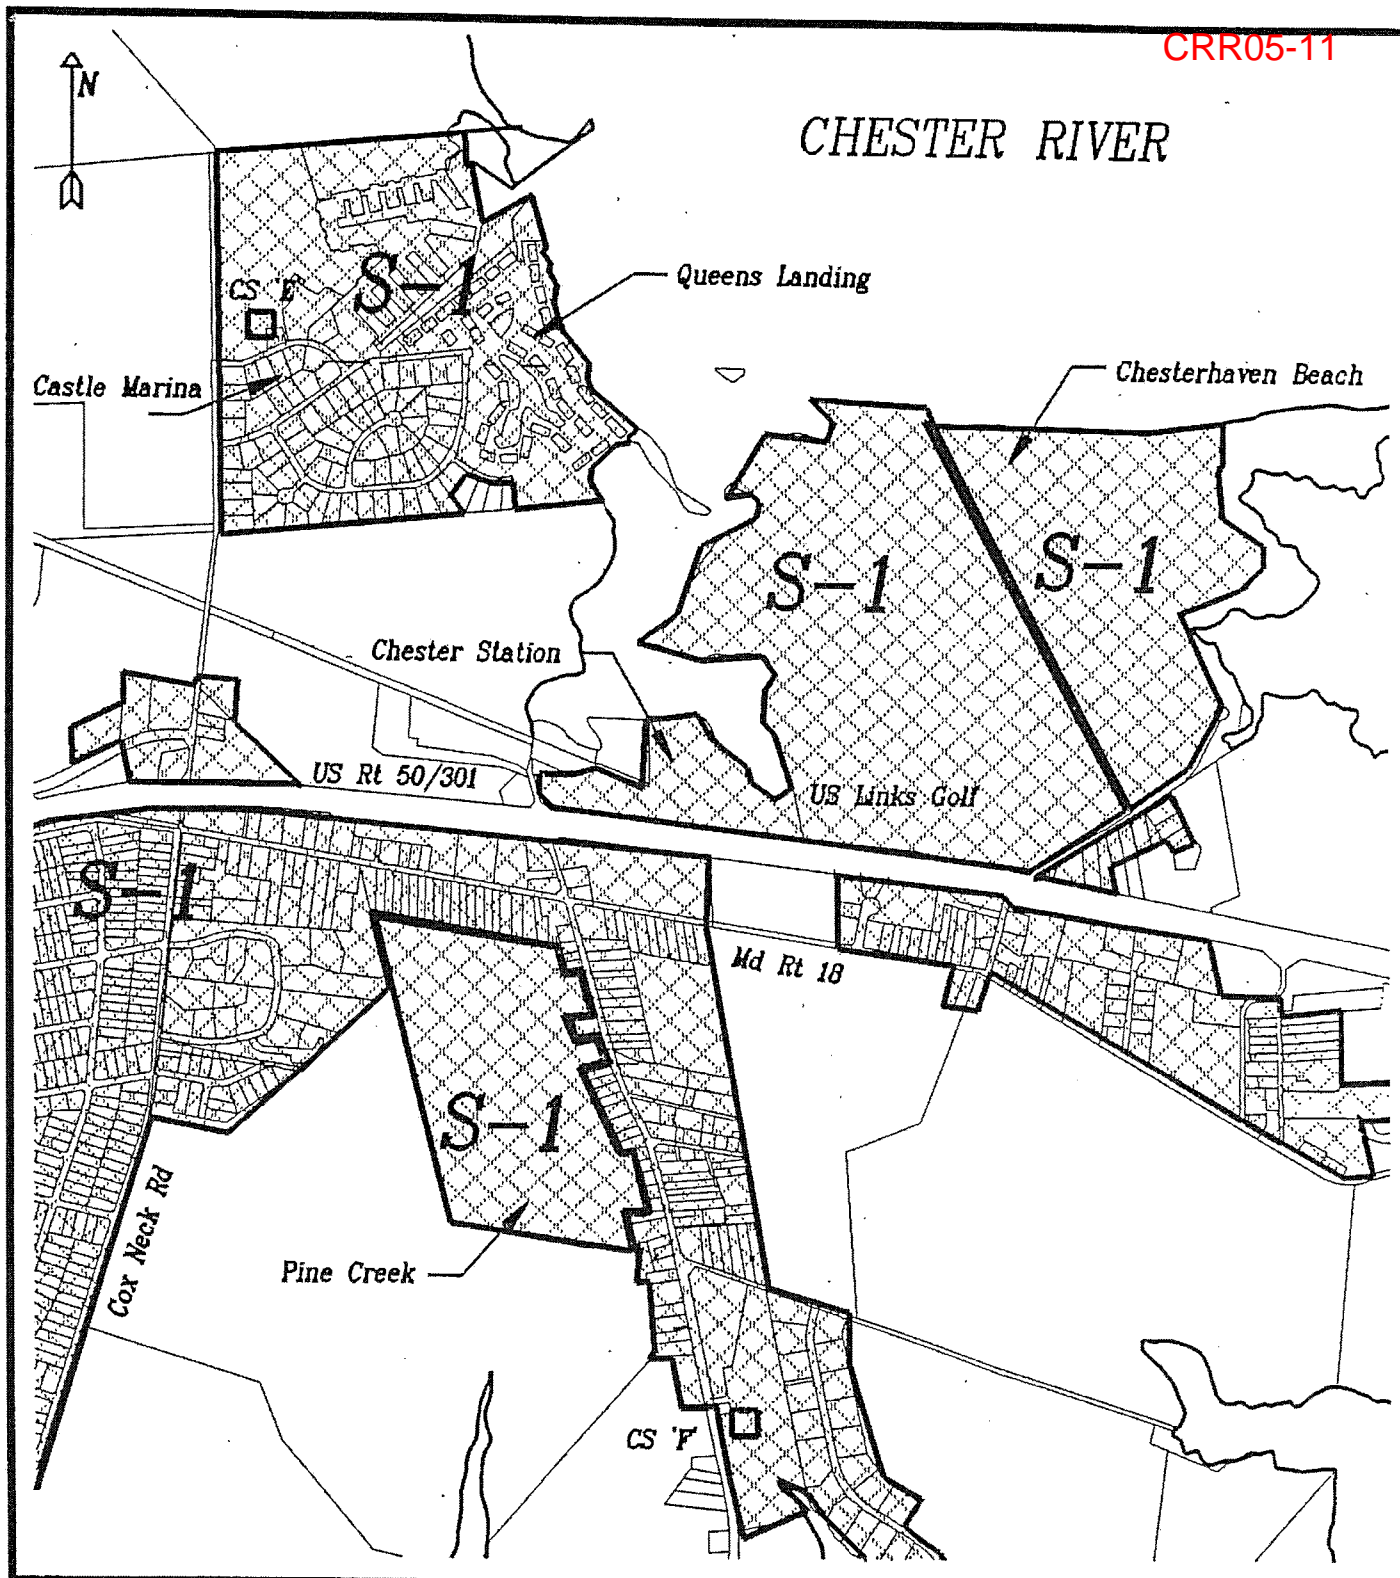 CRR05-11
N
CHESTER RIVER
Queens Landing
S-1
CS 'E'
Castle Marina
Chesterhaven Beach
S-1
S-1
Chester Station
US Rt 50/301
US Links Golf
S-1
Md Rt 18
S-1
Cox Neck Rd
Pine Creek
CS 'F'